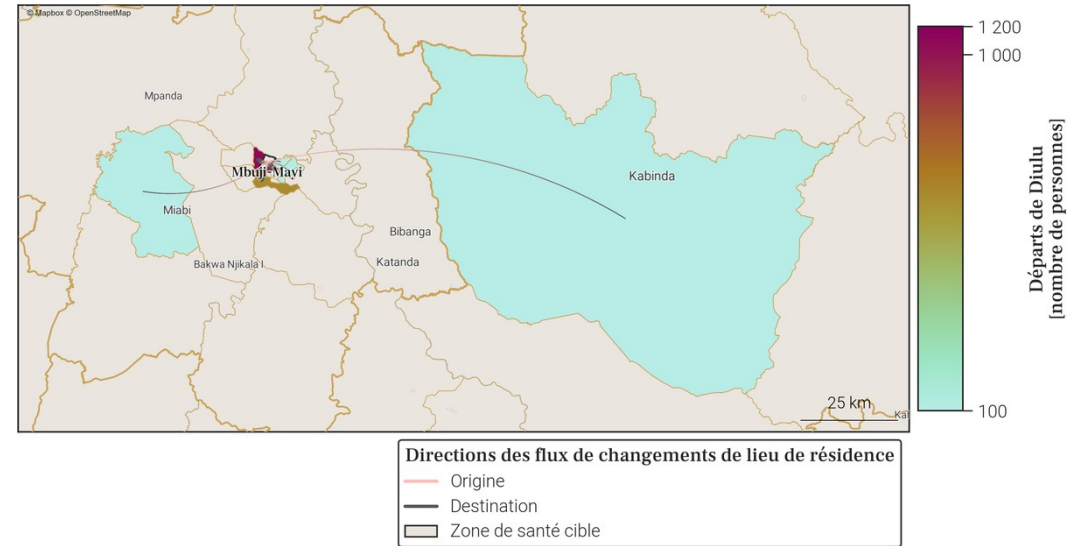 © Mapbox © OpenStreetMap
Mpanda
Mbuji-Mayi
Kabinda
Miabi
Bibanga
Bakwa Njikala I
Katanda
25 km
1 200
1 000
100
Départs de Diulu
[nombre de personnes]
Directions des flux de changements de lieu de résidence
Origine
Destination
Zone de santé cible